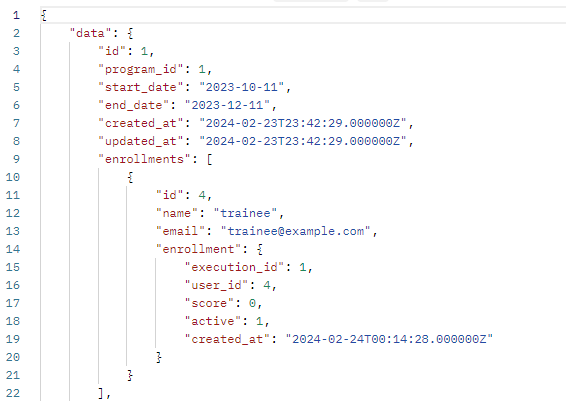 1 {
2 "data": {
3 "id": 1,
4 "program_id": 1,
5 "start_date": "2023-10-11",
6 "end_date": "2023-12-11",
7 "created_at": "2024-02-23T23:42:29.000000Z",
8 "updated_at": "2024-02-23T23:42:29.000000Z",
9 "enrollments": [
10 {
11 "id": 4,
12 "name": "trainee",
13 "email": "trainee@example.com",
14 "enrollment": {
15 "execution_id": 1,
16 "user_id": 4,
17 "score": 0,
18 "active": 1,
19 "created_at": "2024-02-24T00:14:28.000000Z"
20 }
21 }
22 ],